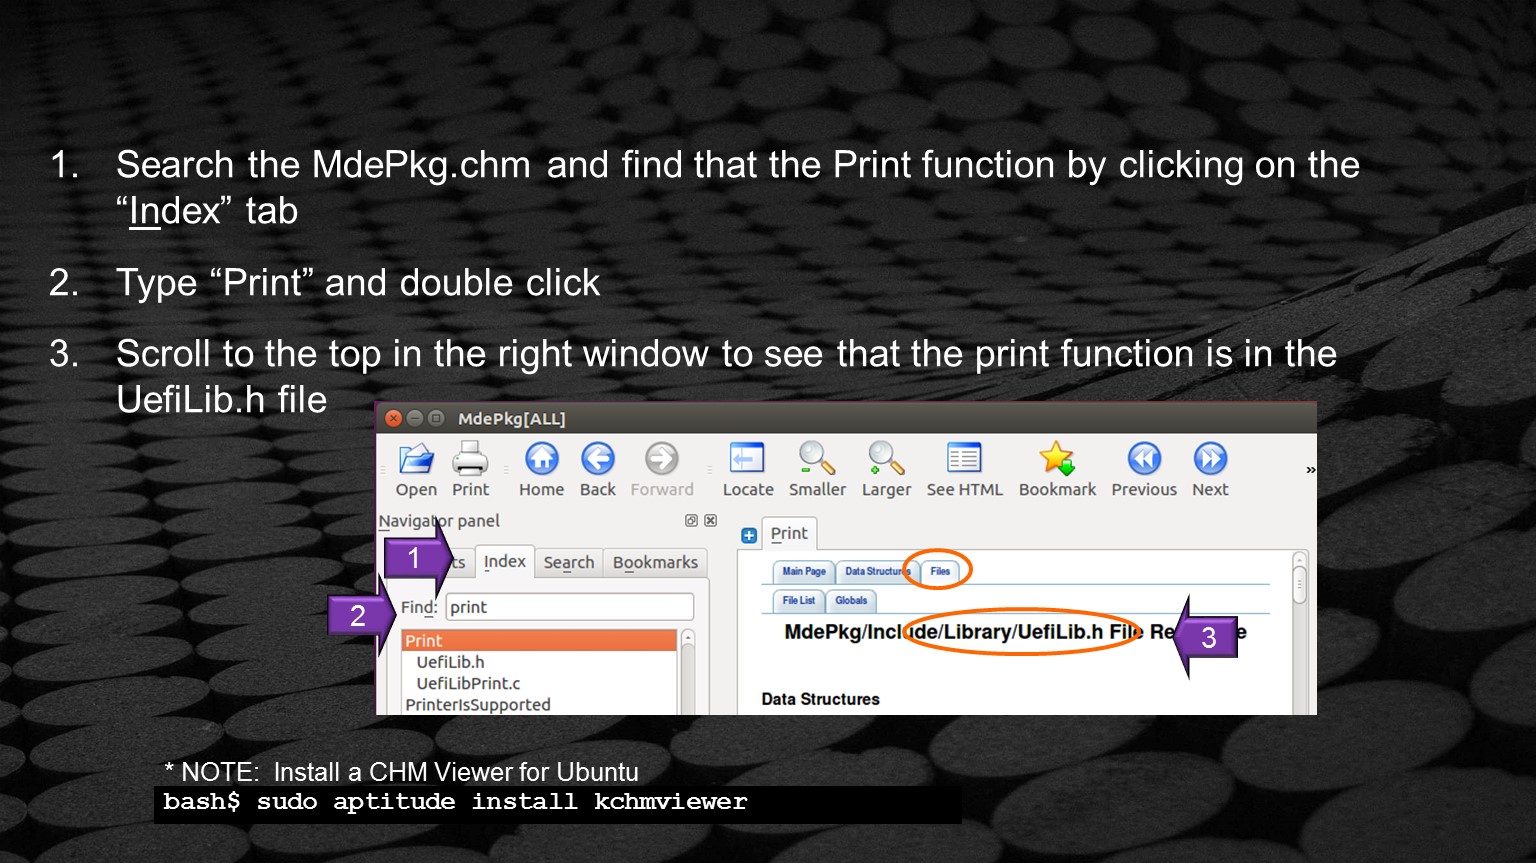 1. Search the MdePkg.chm and find that the Print function by clicking on the
“Index” tab
2. Type “Print” and double click
3. Scroll to the top in the right window to see that the print function is in the
UefiLib.h file
MdePkg[ALL]
Open Print Home Back Forward Locate Smaller Larger See HTML Bookmark Previous Next »
Navigator panel
Print
1
ts Index Search Bookmarks
Main Page Data Structures Files
2
Find: print
File List Globals
MdePkg/Include/Library/UefiLib.h File Re e
3
Print
UefiLib.h
UefiLibPrint.c
PrinterIsSupported
Data Structures
* NOTE: Install a CHM Viewer for Ubuntu
bash$ sudo aptitude install kchmviewer